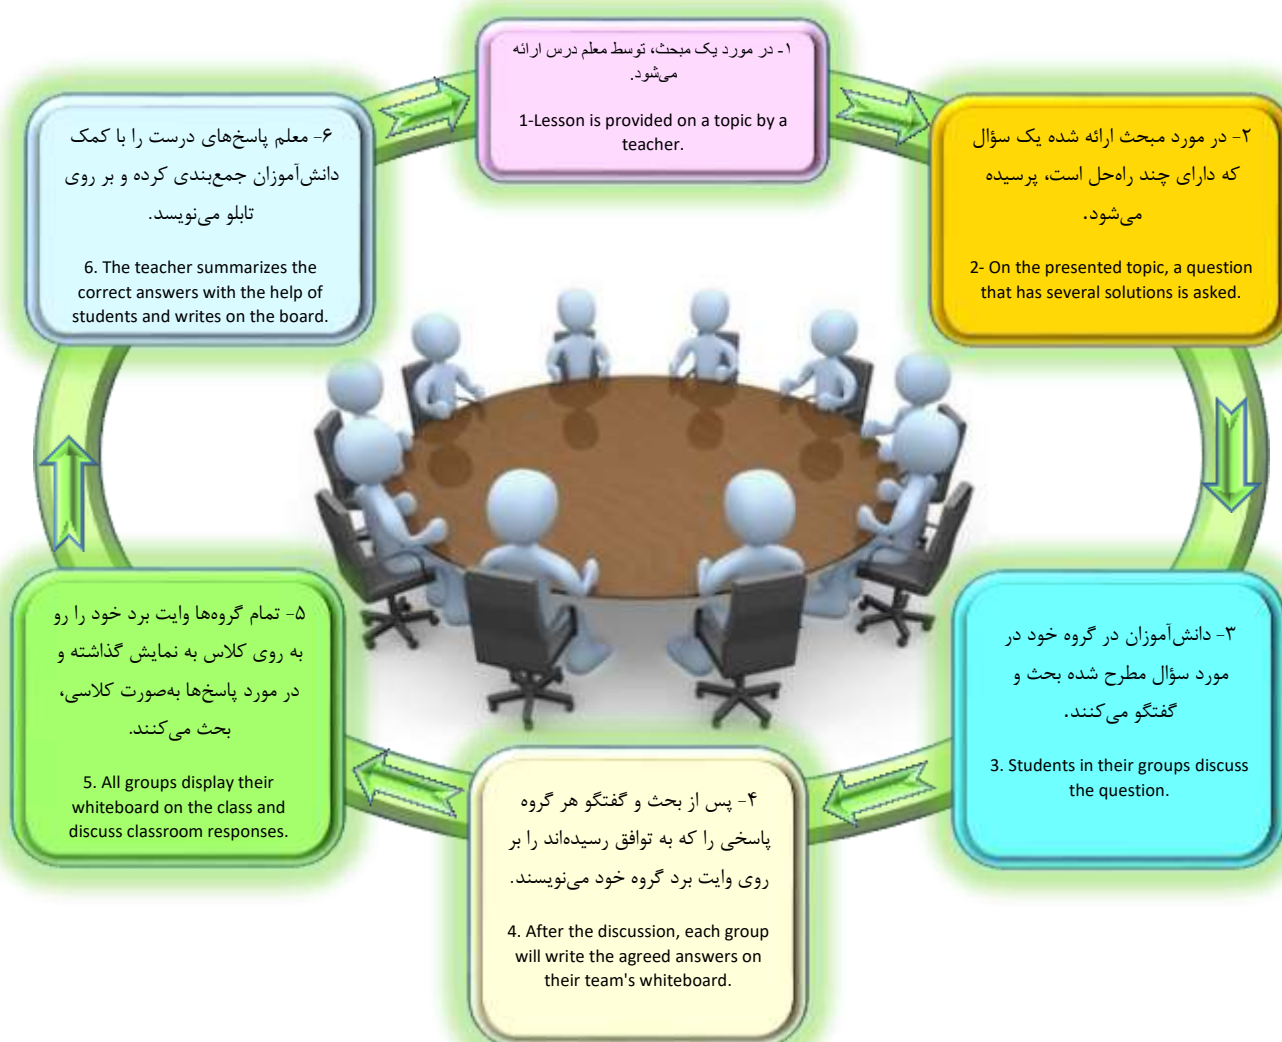 ۱- در مورد یک مبحث، توسط معلم درس ارائه
می‌شود.
1-Lesson is provided on a topic by a
teacher.
۲- در مورد مبحث ارائه شده یک سؤال
که دارای چند راه‌حل است، پرسیده
می‌شود.
2- On the presented topic, a question
that has several solutions is asked.
۳- دانش‌آموزان در گروه خود در
مورد سؤال مطرح شده بحث و
گفتگو می‌کنند.
3. Students in their groups discuss
the question.
۴- پس از بحث و گفتگو هر گروه
پاسخی را که به توافق رسیده‌اند را بر
روی وایت برد گروه خود می‌نویسند.
4. After the discussion, each group
will write the agreed answers on
their team's whiteboard.
۵- تمام گروه‌ها وایت برد خود را رو
به روی کلاس به نمایش گذاشته و
در مورد پاسخ‌ها به‌صورت کلاسی،
بحث می‌کنند.
5. All groups display their
whiteboard on the class and
discuss classroom responses.
۶- معلم پاسخ‌های درست را با کمک
دانش‌آموزان جمع‌بندی کرده و بر روی
تابلو می‌نویسد.
6. The teacher summarizes the
correct answers with the help of
students and writes on the board.